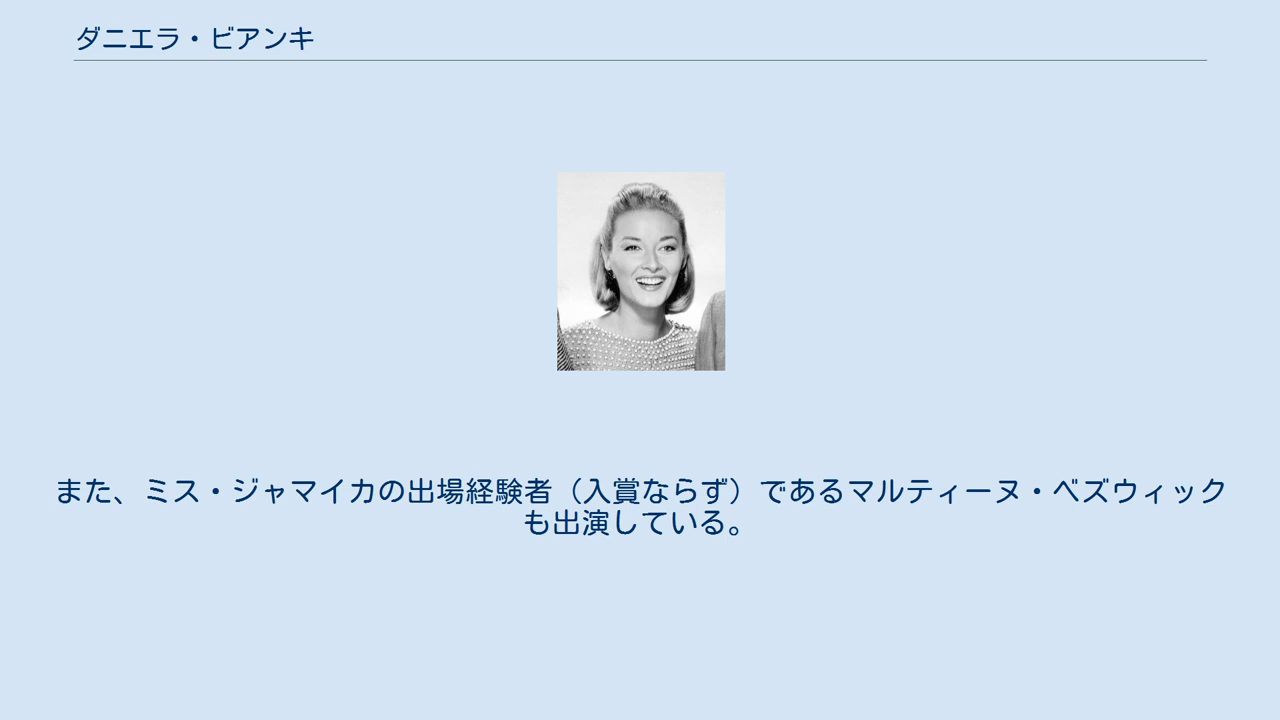 ダニエラ・ビアンキ
また、ミス・ジャマイカの出場経験者（入賞ならず）であるマルティーヌ・ベズウィック
も出演している。